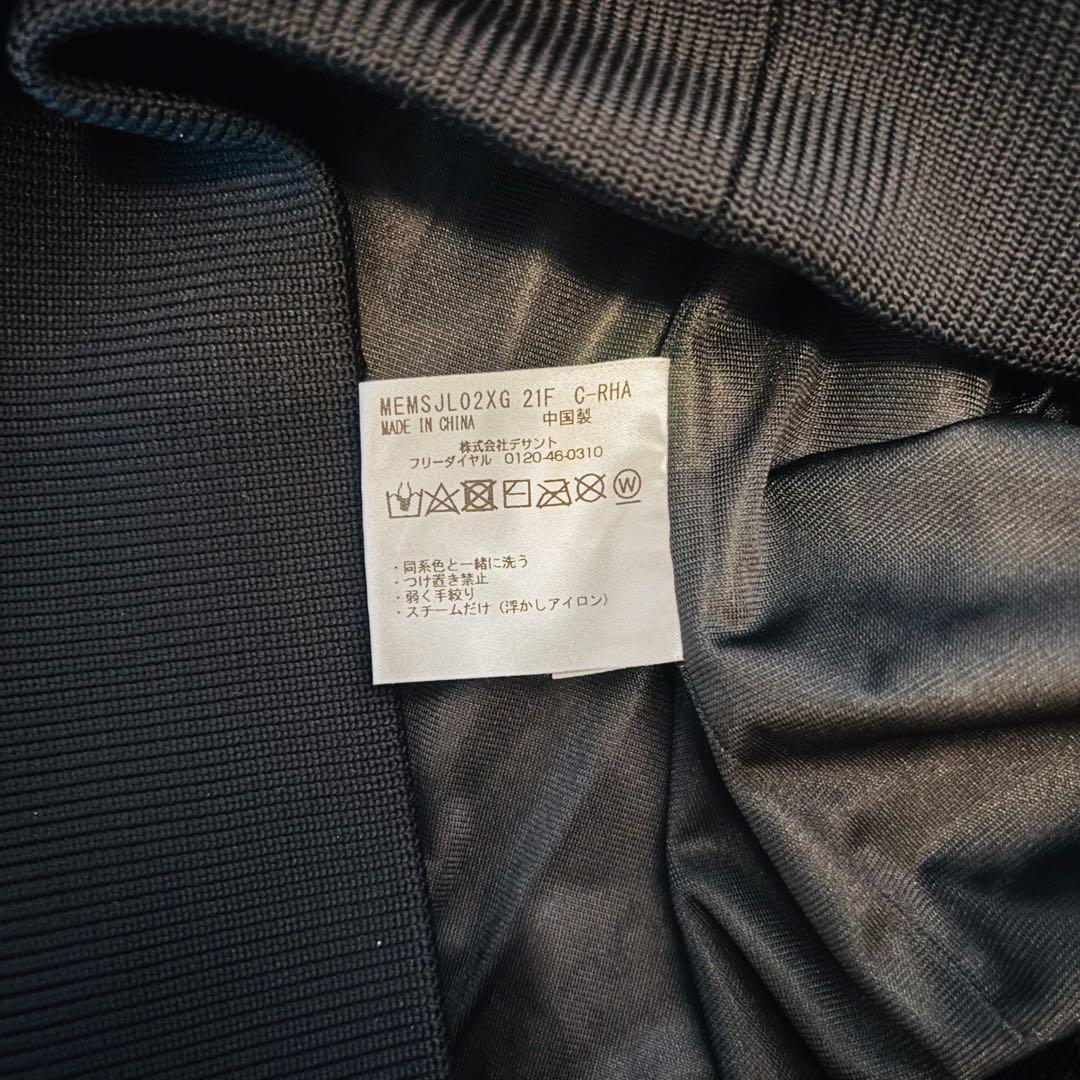 MEMSJL02XG 21F C-RHA
MADE IN CHINA 中国製
株式会社デサント
フリーダイヤル 0120-46-0310
W
・同系色と一緒に洗う
・つけ置き禁止
・弱く手絞り
・スチームだけ（浮かしアイロン）